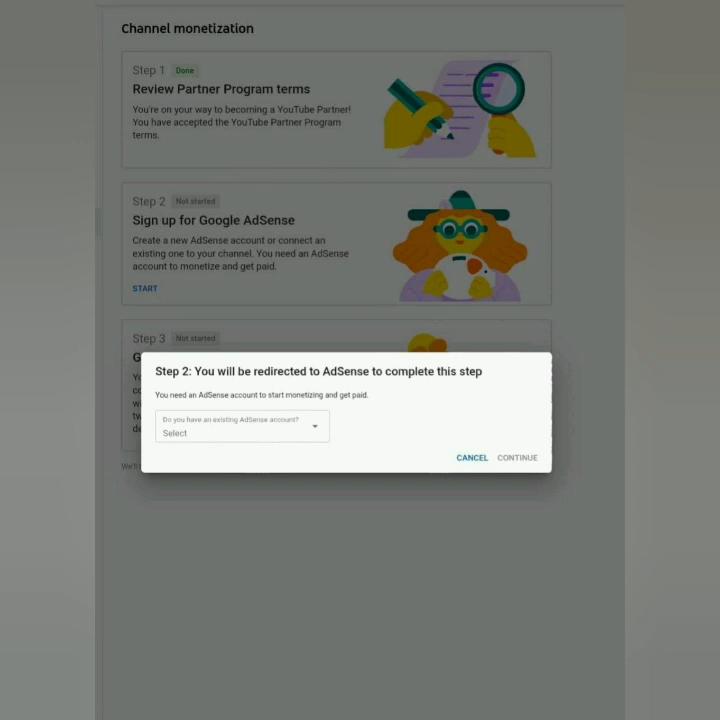 Channel monetization
Step 1 Done
Review Partner Program terms
You're on your way to becoming a YouTube Partner!
You have accepted the YouTube Partner Program
terms.
Step 2 Not started
Sign up for Google AdSense
Create a new AdSense account or connect an
existing one to your channel. You need an AdSense
account to monetize and get paid.
START
Step 3 Not started
G
Step 2: You will be redirected to AdSense to complete this step
You need an AdSense account to start monetizing and get paid.
Do you have an existing AdSense account?
Select
CANCEL CONTINUE
We'll